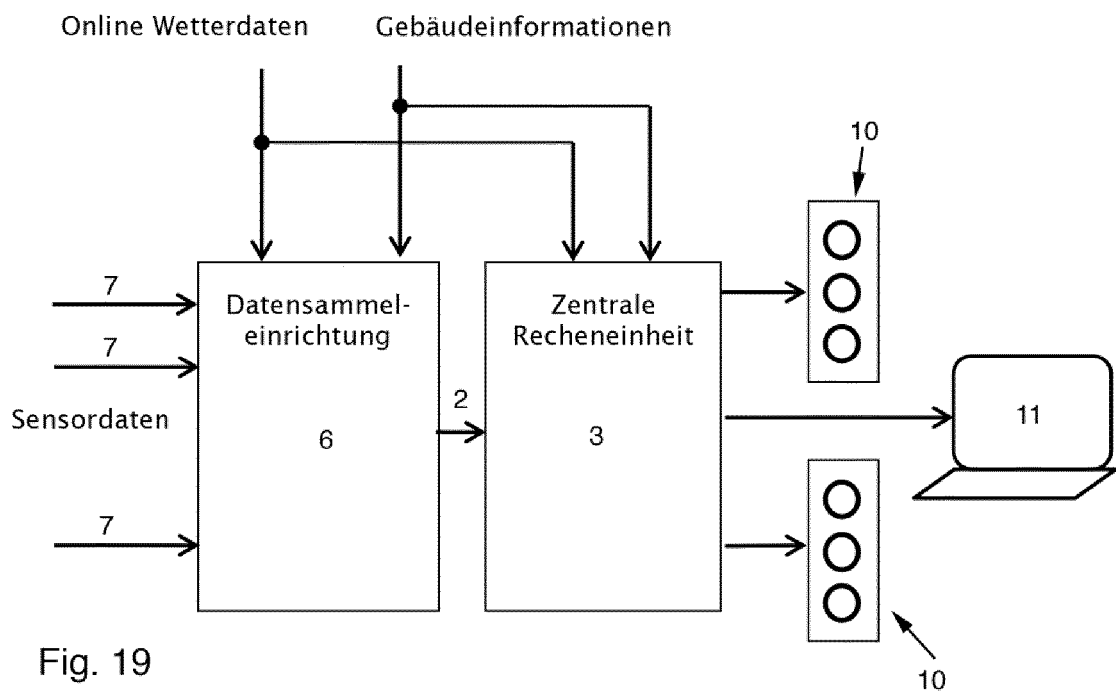 Online Wetterdaten
Gebäudeinformationen
10
7
Datensammel-
einrichtung
Zentrale
Recheneinheit
7
2
Sensordaten
6
3
11
7
Fig. 19
10